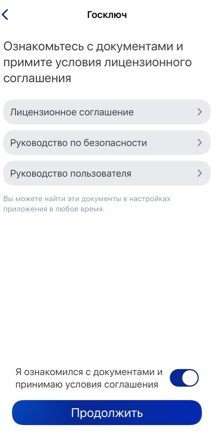 Госключ
Ознакомьтесь с документами и
примите условия лицензионного
соглашения
Лицензионное соглашение
Руководство по безопасности
Руководство пользователя
Вы можете найти эти документы в настройках
приложения в любое время.
Я ознакомился с документами и
принимаю условия соглашения
Продолжить